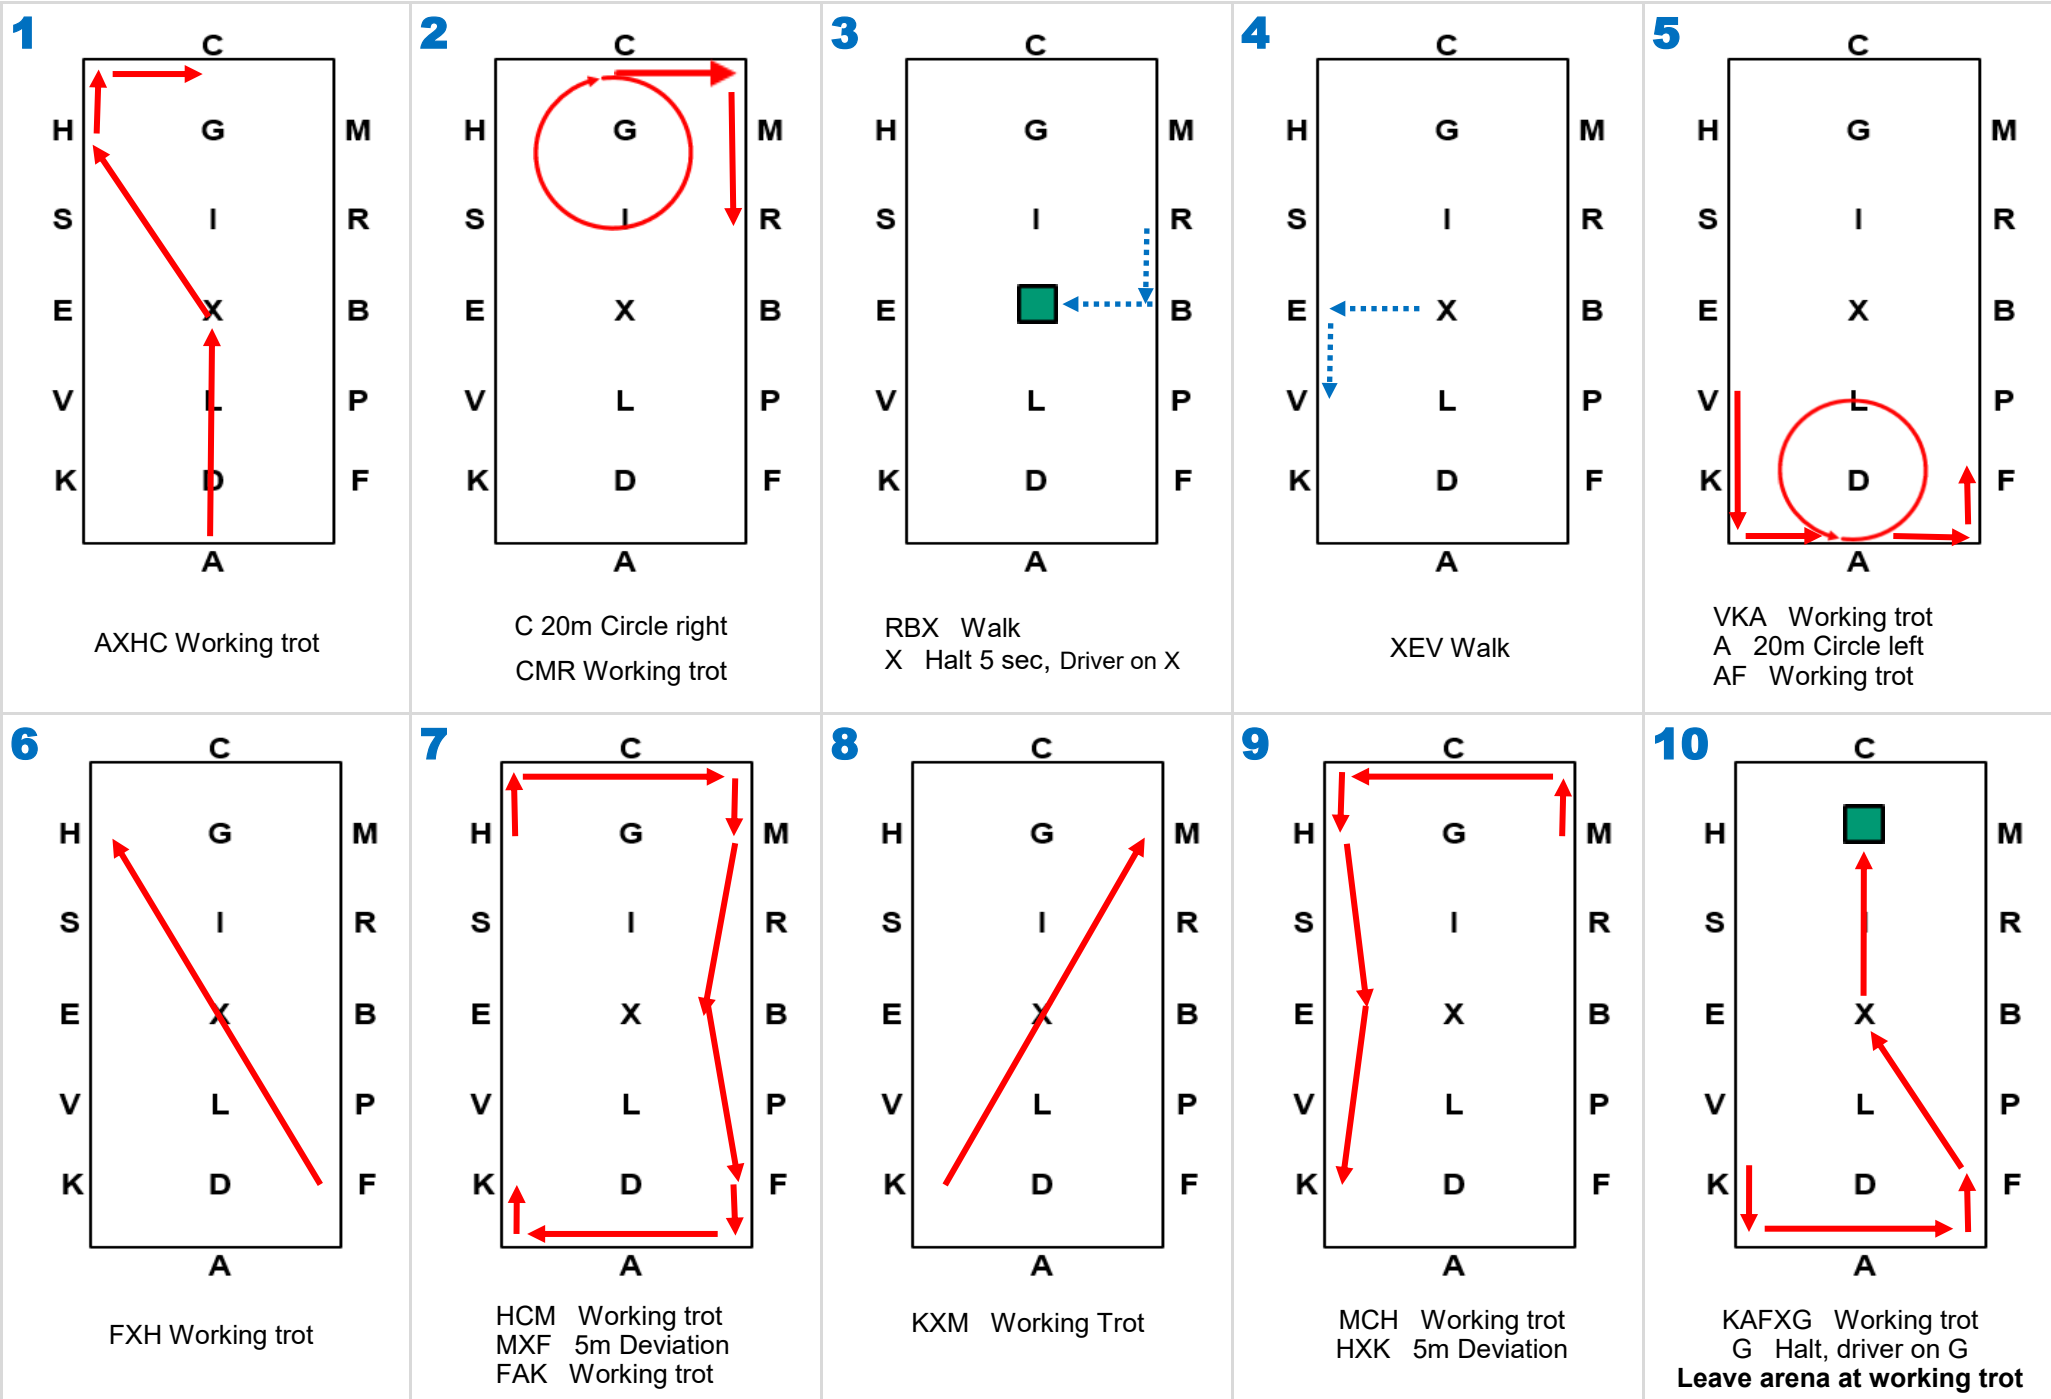 1
C
H G M
S I R
E X B
V L P
K D F
A
AXHC Working trot
2
C
H G M
S I R
E X B
V L P
K D F
A
C 20m Circle right
CMR Working trot
3
C
H G M
S I R
E B
V L P
K D F
A
RBX Walk
X Halt 5 sec, Driver on X
4
C
H G M
S I R
E X B
V L P
K D F
A
XEV Walk
5
C
H G M
S I R
E X B
V L P
K D F
A
VKA Working trot
A 20m Circle left
AF Working trot
6
C
H G M
S I R
E X B
V L P
K D F
A
FXH Working trot
7
C
H G M
S I R
E X B
V L P
K D F
A
HCM Working trot
MXF 5m Deviation
FAK Working trot
8
C
H G M
S I R
E X B
V L P
K D F
A
KXM Working Trot
9
C
H G M
S I R
E X B
V L P
K D F
A
MCH Working trot
HXK 5m Deviation
10
C
H M
S I R
E X B
V L P
K D F
A
KAFXG Working trot
G Halt, driver on G
Leave arena at working trot